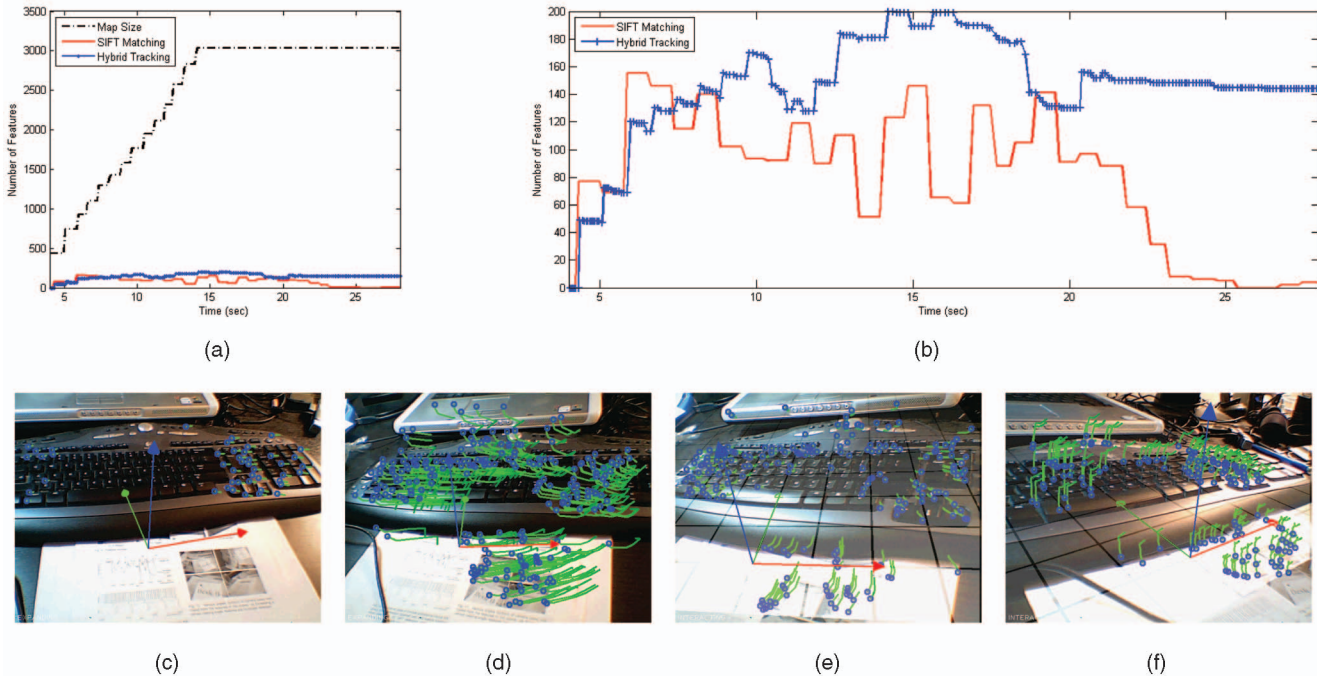 Map Size
SIFT Matching
Hybrid Tracking
Number of Features
3500
3000
2500
2000
1500
1000
500
0
5
10
15
20
25
Time (sec)
(a)
SIFT Matching
Hybrid Tracking
Number of Features
200
180
160
140
120
100
80
60
40
20
0
5
10
15
20
25
Time (sec)
(b)
(c)
(d)
(e)
(f)